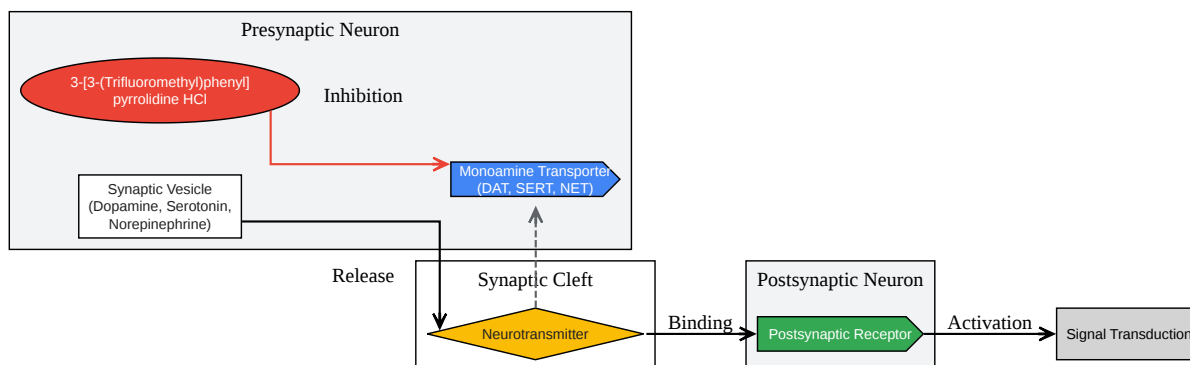 Presynaptic Neuron
3-[3-(Trifluoromethyl)phenyl]
pyrrolidine HCl
Inhibition
Monoamine Transporter
(DAT, SERT, NET)
Synaptic Vesicle
(Dopamine, Serotonin,
Norepinephrine)
Release
Synaptic Cleft
Neurotransmitter
Binding
Postsynaptic Neuron
Postsynaptic Receptor
Activation
Signal Transduction